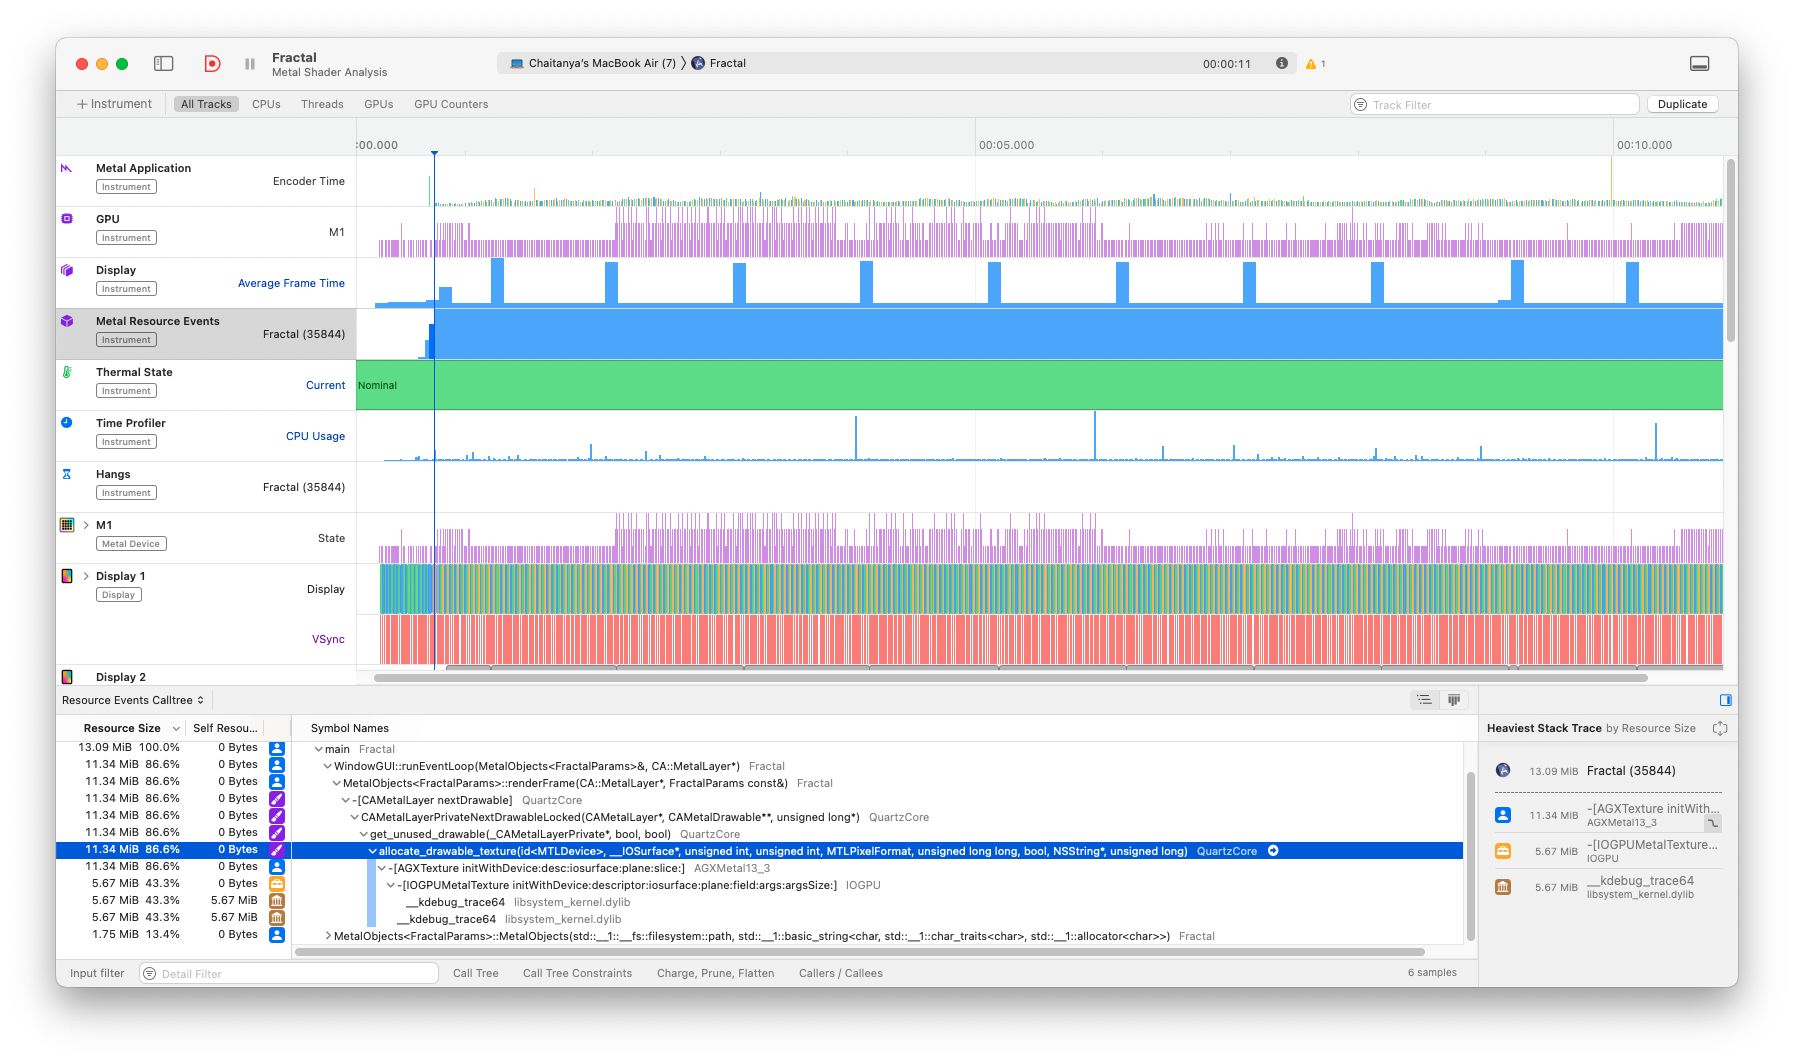 Fractal
Metal Shader Analysis
Chaitanya's MacBook Air (7) 〉 Fractal
00:00:11
1
+ Instrument
All Tracks
CPUs
Threads
GPUs
GPU Counters
Track Filter
Duplicate
:00.000
00:05.000
00:10.000
Metal Application
Instrument
Encoder Time
GPU
Instrument
M1
Display
Instrument
Average Frame Time
Metal Resource Events
Instrument
Fractal (35844)
Thermal State
Instrument
Current
Nominal
Time Profiler
Instrument
CPU Usage
Hangs
Instrument
Fractal (35844)
M1
Metal Device
State
Display 1
Display
Display
VSync
Display 2
Resource Events Calltree
Resource Size
Self Resou...
Symbol Names
13.09 MiB 100.0% 0 Bytes main Fractal
11.34 MiB 86.6% 0 Bytes WindowGUI::runEventLoop(MetalObjects<FractalParams>&, CA::MetalLayer*) Fractal
11.34 MiB 86.6% 0 Bytes MetalObjects<FractalParams>::renderFrame(CA::MetalLayer*, FractalParams const&) Fractal
11.34 MiB 86.6% 0 Bytes -[CAMetalLayer nextDrawable] QuartzCore
11.34 MiB 86.6% 0 Bytes CAMetalLayerPrivateNextDrawableLocked(CAMetalLayer*, CAMetalDrawable**, unsigned long*) QuartzCore
11.34 MiB 86.6% 0 Bytes get_unused_drawable(_CAMetalLayerPrivate*, bool, bool) QuartzCore
11.34 MiB 86.6% 0 Bytes allocate_drawable_texture(id<MTLDevice>, __IOSurface*, unsigned int, unsigned int, MTLPixelFormat, unsigned long long, bool, NSString*, unsigned long) QuartzCore
11.34 MiB 86.6% 0 Bytes -[AGXTexture initWithDevice:desc:iosurface:plane:slice:] AGXMetal13_3
5.67 MiB 43.3% 0 Bytes -[IOGPUMetalTexture initWithDevice:descriptor:iosurface:plane:field:args:argsSize:] IOGPU
5.67 MiB 43.3% 5.67 MiB __kdebug_trace64 libsystem_kernel.dylib
5.67 MiB 43.3% 5.67 MiB __kdebug_trace64 libsystem_kernel.dylib
1.75 MiB 13.4% 0 Bytes MetalObjects<FractalParams>::MetalObjects(std::__1::__fs::filesystem::path, std::__1::basic_string<char, std::__1::char_traits<char>, std::__1::allocator<char>>) Fractal
Heaviest Stack Trace by Resource Size
13.09 MiB Fractal (35844)
11.34 MiB -[AGXTexture initWith...
AGXMetal13_3
5.67 MiB -[IOGPUMetalTexture...
IOGPU
5.67 MiB __kdebug_trace64
libsystem_kernel.dylib
Input filter
Detail Filter
Call Tree
Call Tree Constraints
Charge, Prune, Flatten
Callers / Callees
6 samples